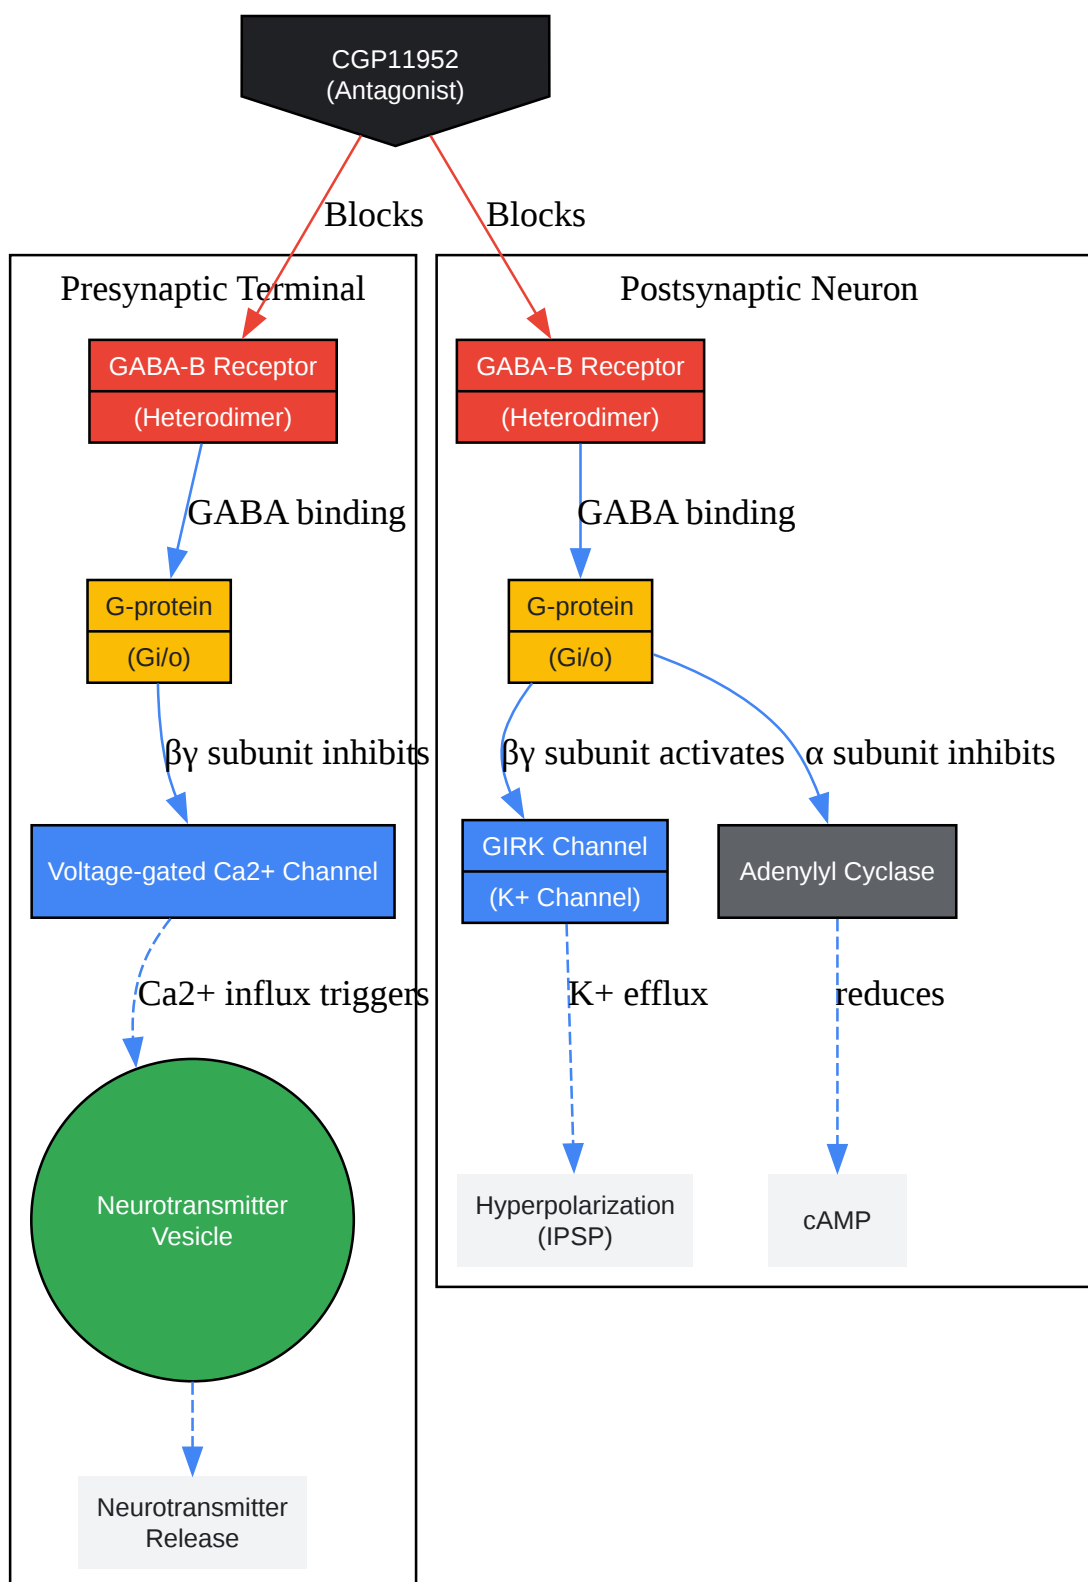 CGP11952
(Antagonist)
Blocks
Blocks
Presynaptic Terminal
GABA-B Receptor
(Heterodimer)
GABA binding
G-protein
(Gi/o)
βγ subunit inhibits
Voltage-gated Ca2+ Channel
Ca2+ influx triggers
Neurotransmitter
Vesicle
Neurotransmitter
Release
Postsynaptic Neuron
GABA-B Receptor
(Heterodimer)
GABA binding
G-protein
(Gi/o)
βγ subunit activates
α subunit inhibits
GIRK Channel
(K+ Channel)
Adenylyl Cyclase
K+ efflux
reduces
Hyperpolarization
(IPSP)
cAMP